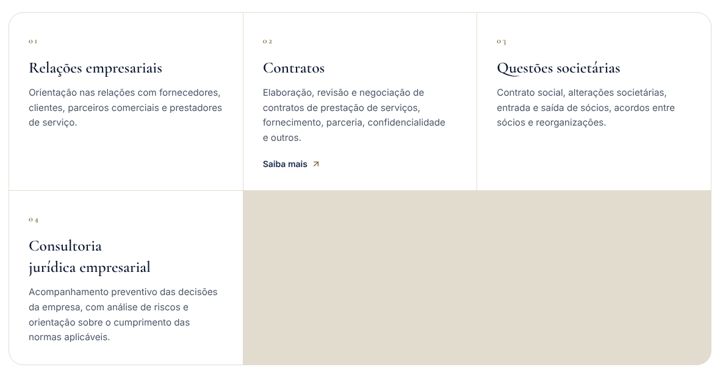 01
Relações empresariais
Orientação nas relações com fornecedores,
clientes, parceiros comerciais e prestadores
de serviço.
02
Contratos
Elaboração, revisão e negociação de
contratos de prestação de serviços,
fornecimento, parceria, confidencialidade
e outros.
Saiba mais
03
Questões societárias
Contrato social, alterações societárias,
entrada e saída de sócios, acordos entre
sócios e reorganizações.
04
Consultoria
jurídica empresarial
Acompanhamento preventivo das decisões
da empresa, com análise de riscos e
orientação sobre o cumprimento das
normas aplicáveis.